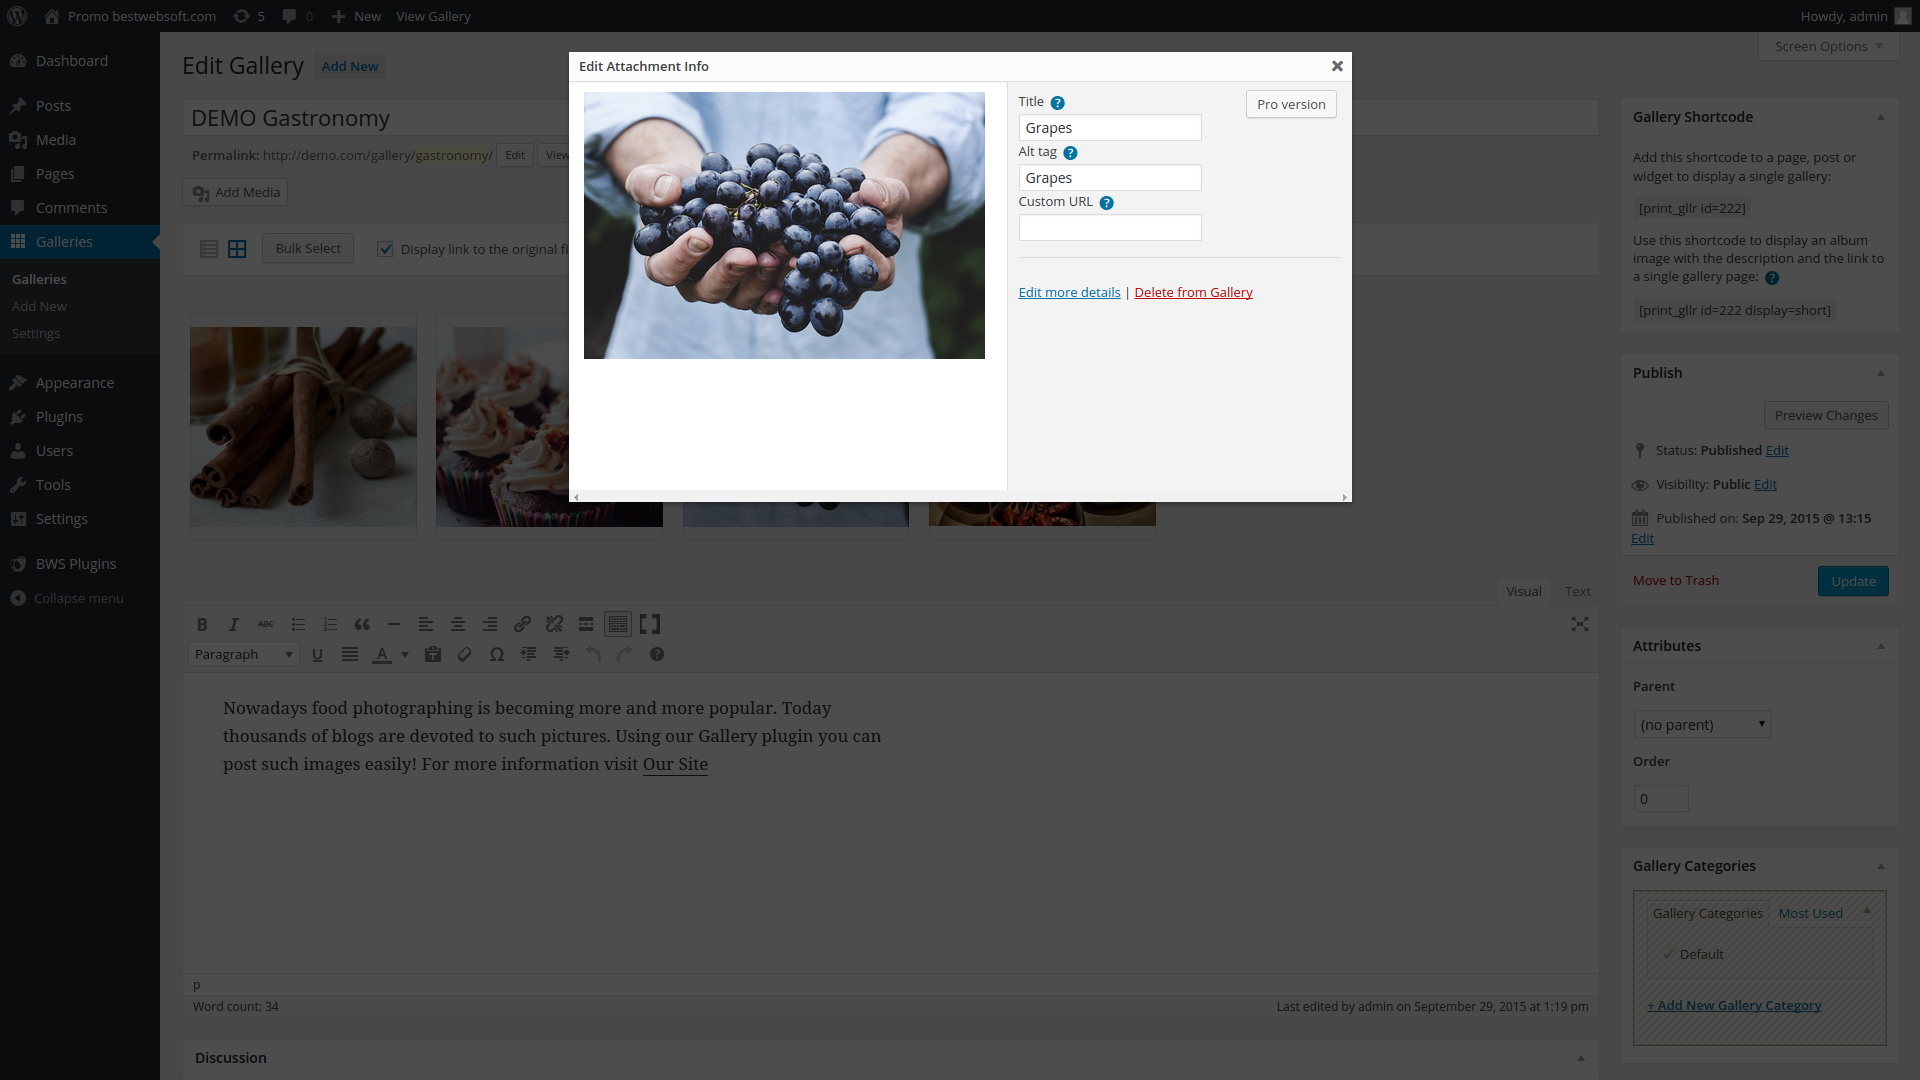 Promo bestwebsoft.com 5 0 New View Gallery Howdy, admin
Dashboard
Posts
Media
Pages
Comments
Galleries
Galleries
Add New
Settings
Appearance
Plugins
Users
Tools
Settings
BWS Plugins
Collapse menu
Screen Options
Edit Gallery Add New
DEMO Gastronomy
Permalink: http://demo.com/gallery/gastronomy/ Edit View
Add Media
Bulk Select Display link to the original fi
Edit Attachment Info
Title ?
Pro version
Grapes
Alt tag ?
Grapes
Custom URL ?
Edit more details | Delete from Gallery
Visual Text
B I ABC
Paragraph U A Ω ?
Nowadays food photographing is becoming more and more popular. Today
thousands of blogs are devoted to such pictures. Using our Gallery plugin you can
post such images easily! For more information visit Our Site
p
Word count: 34 Last edited by admin on September 29, 2015 at 1:19 pm
Discussion
Gallery Shortcode
Add this shortcode to a page, post or
widget to display a single gallery:
[print_gllr id=222]
Use this shortcode to display an album
image with the description and the link to
a single gallery page: ?
[print_gllr id=222 display=short]
Publish
Preview Changes
Status: Published Edit
Visibility: Public Edit
Published on: Sep 29, 2015 @ 13:15
Edit
Move to Trash Update
Attributes
Parent
(no parent)
Order
0
Gallery Categories
Gallery Categories Most Used
Default
+ Add New Gallery Category